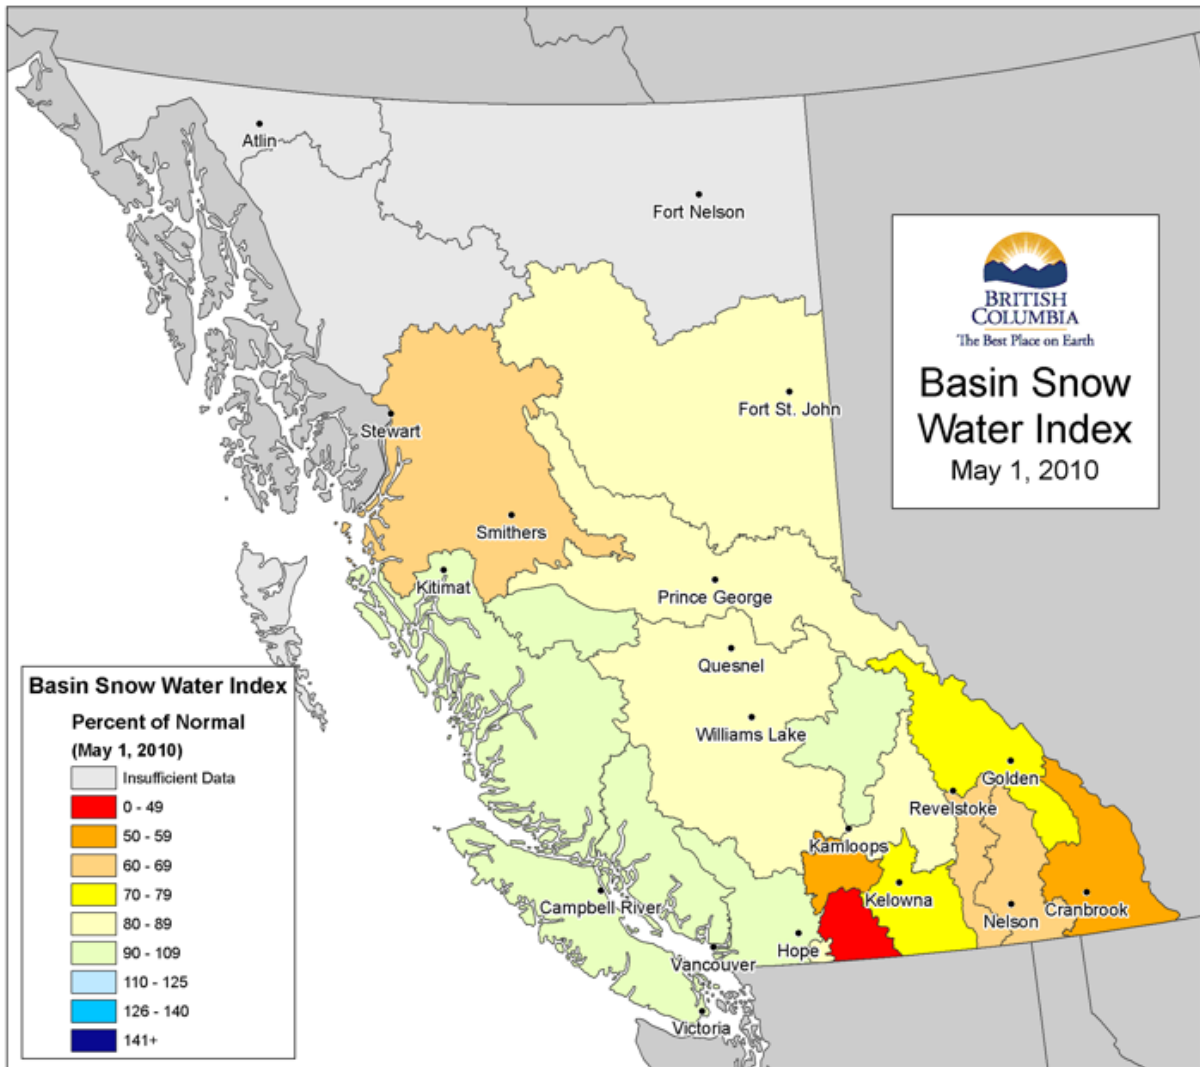 Atlin
Fort Nelson
BRITISH
COLUMBIA
The Best Place on Earth
Basin Snow
Water Index
May 1, 2010
Fort St. John
Stewart
Smithers
Kitimat
Prince George
Quesnel
Williams Lake
Golden
Revelstoke
Kamloops
Kelowna
Campbell River
Nelson
Cranbrook
Hope
Vancouver
Victoria
Basin Snow Water Index
Percent of Normal
(May 1, 2010)
Insufficient Data
0 - 49
50 - 59
60 - 69
70 - 79
80 - 89
90 - 109
110 - 125
126 - 140
141+